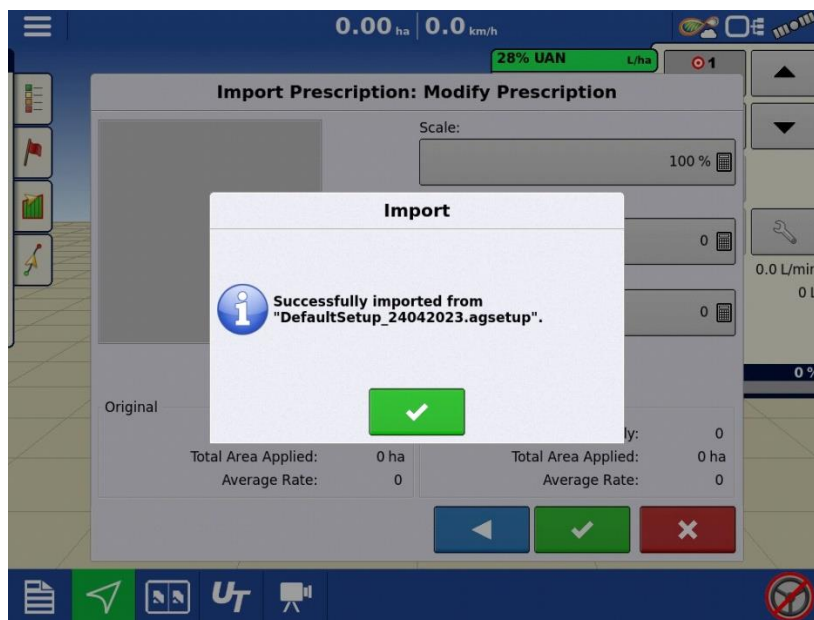 0.00 ha 0.0 km/h
28% UAN L/ha
1
Import Prescription: Modify Prescription
Scale:
100 %
0
0.0 L/min
0 L
Import
Successfully imported from
"DefaultSetup_24042023.agsetup".
0
0 %
Original
ly: 0
Total Area Applied: 0 ha Total Area Applied: 0 ha
Average Rate: 0 Average Rate: 0
UT